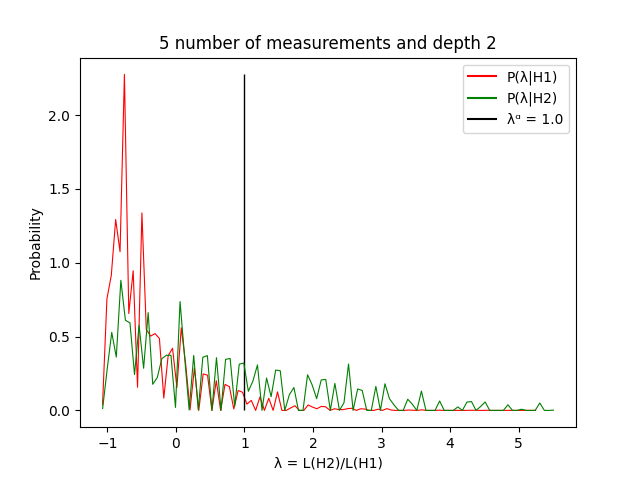 5 number of measurements and depth 2
P(λ|H1)
P(λ|H2)
λᵅ = 1.0
Probability
2.0
1.5
1.0
0.5
0.0
−1
0
1
2
3
4
5
λ = L(H2)/L(H1)